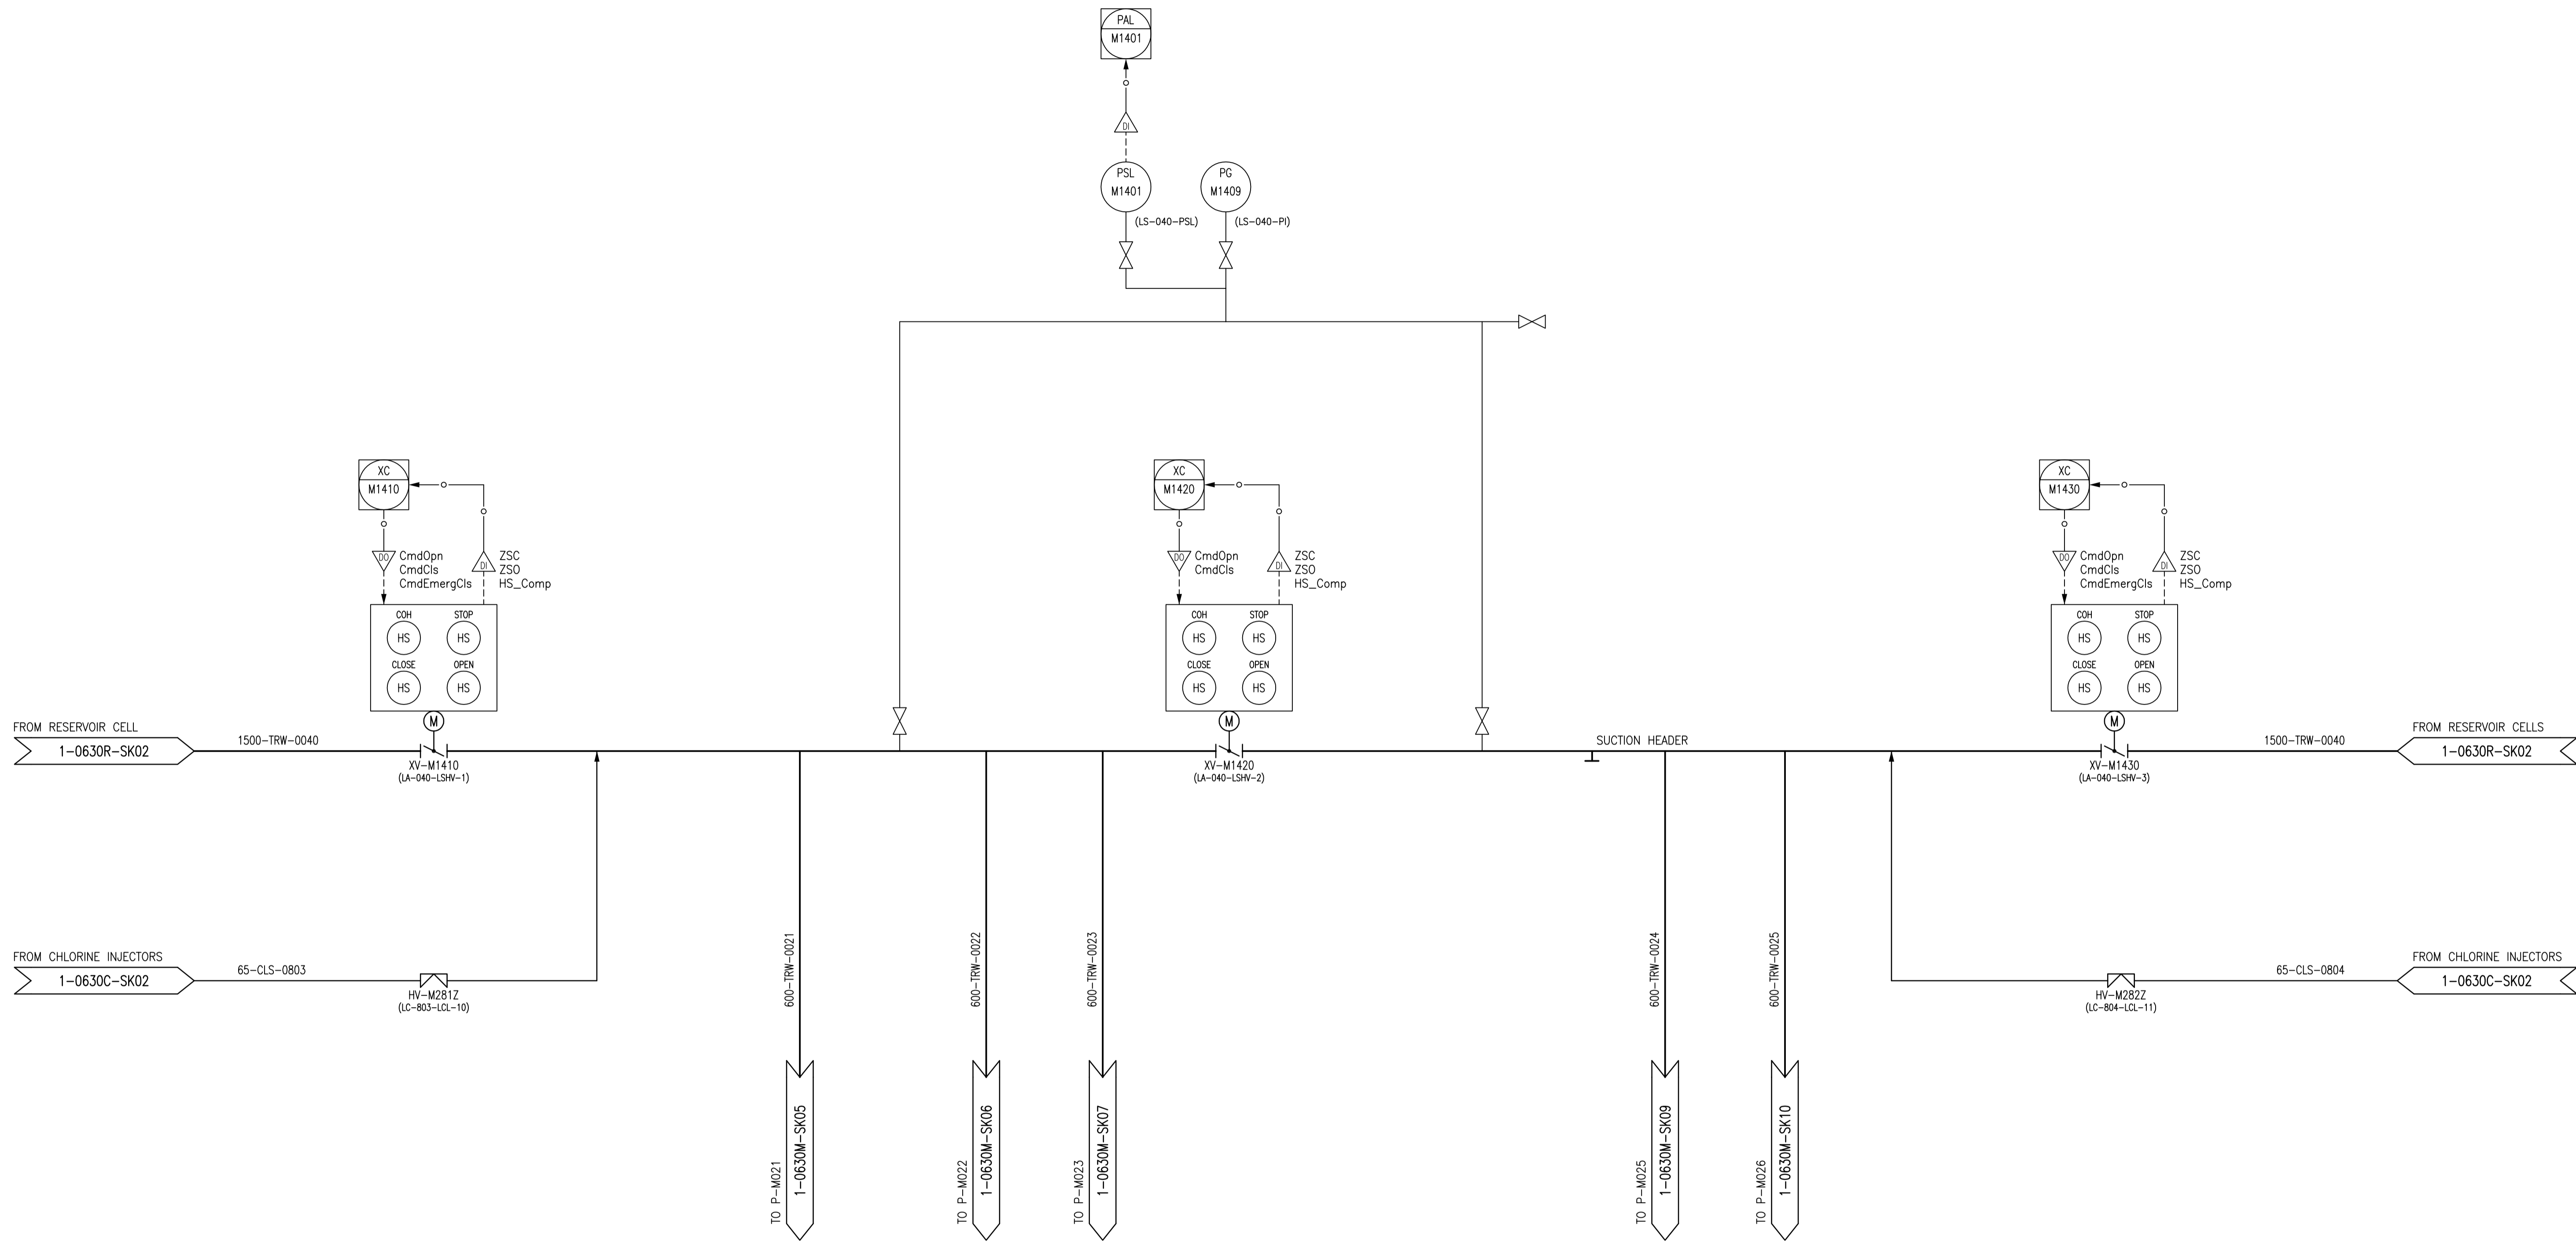 PAL
M1401
DI
PSL
M1401
(LS-040-PSL)
PG
M1409
(LS-040-PI)
XC
M1410
DO
CmdOpn
CmdCls
CmdEmergCls
DI
ZSC
ZSO
HS_Comp
COH
STOP
HS
HS
CLOSE
OPEN
HS
HS
M
XV-M1410
(LA-040-LSHV-1)
XC
M1420
DO
CmdOpn
CmdCls
DI
ZSC
ZSO
HS_Comp
COH
STOP
HS
HS
CLOSE
OPEN
HS
HS
M
XV-M1420
(LA-040-LSHV-2)
XC
M1430
DO
CmdOpn
CmdCls
CmdEmergCls
DI
ZSC
ZSO
HS_Comp
COH
STOP
HS
HS
CLOSE
OPEN
HS
HS
M
XV-M1430
(LA-040-LSHV-3)
FROM RESERVOIR CELL
1-0630R-SK02
1500-TRW-0040
SUCTION HEADER
1500-TRW-0040
FROM RESERVOIR CELLS
1-0630R-SK02
FROM CHLORINE INJECTORS
1-0630C-SK02
65-CLS-0803
HV-M281Z
(LC-803-LCL-10)
600-TRW-0021
600-TRW-0022
600-TRW-0023
600-TRW-0024
600-TRW-0025
HV-M282Z
(LC-804-LCL-11)
65-CLS-0804
FROM CHLORINE INJECTORS
1-0630C-SK02
TO P-M021
1-0630M-SK05
TO P-M022
1-0630M-SK06
TO P-M023
1-0630M-SK07
TO P-M025
1-0630M-SK09
TO P-M026
1-0630M-SK10